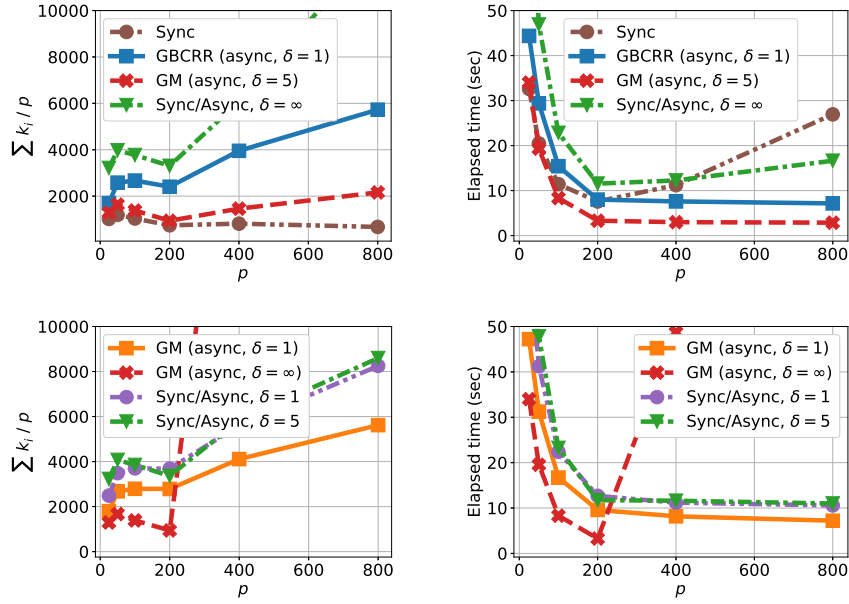 10000
8000
6000
4000
2000
∑ kᵢ / p
Sync
GBCRR (async, δ = 1)
GM (async, δ = 5)
Sync/Async, δ = ∞
0 200 400 600 800
p
50
40
30
20
10
0
Elapsed time (sec)
Sync
GBCRR (async, δ = 1)
GM (async, δ = 5)
Sync/Async, δ = ∞
0 200 400 600 800
p
10000
8000
6000
4000
2000
0
∑ kᵢ / p
GM (async, δ = 1)
GM (async, δ = ∞)
Sync/Async, δ = 1
Sync/Async, δ = 5
0 200 400 600 800
p
50
40
30
20
10
0
Elapsed time (sec)
GM (async, δ = 1)
GM (async, δ = ∞)
Sync/Async, δ = 1
Sync/Async, δ = 5
0 200 400 600 800
p